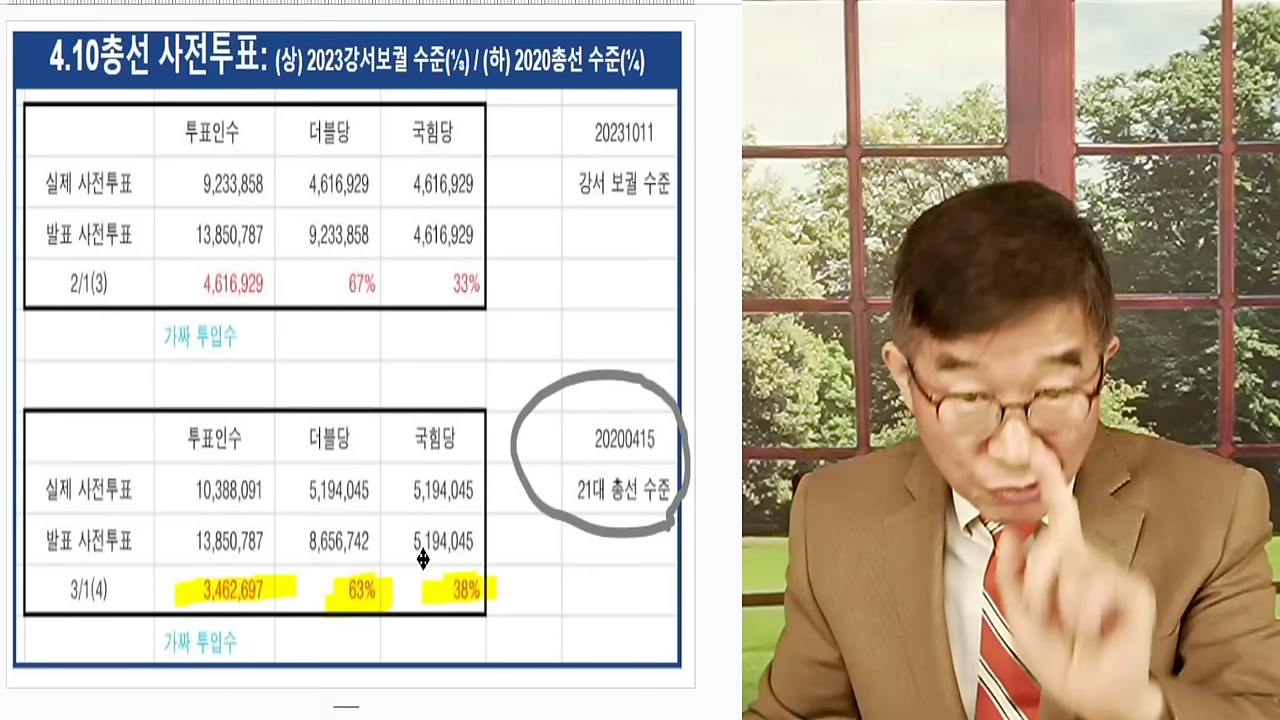 4.10총선 사전투표: (상) 2023강서보궐 수준(⅓) / (하) 2020총선 수준(¼)
투표인수 더블당 국힘당 20231011
실제 사전투표 9,233,858 4,616,929 4,616,929 강서 보궐 수준
발표 사전투표 13,850,787 9,233,858 4,616,929
2/1(3) 4,616,929 67% 33%
가짜 투입수
투표인수 더블당 국힘당 20200415
실제 사전투표 10,388,091 5,194,045 5,194,045 21대 총선 수준
발표 사전투표 13,850,787 8,656,742 5,194,045
3/1(4) 3,462,697 63% 38%
가짜 투입수